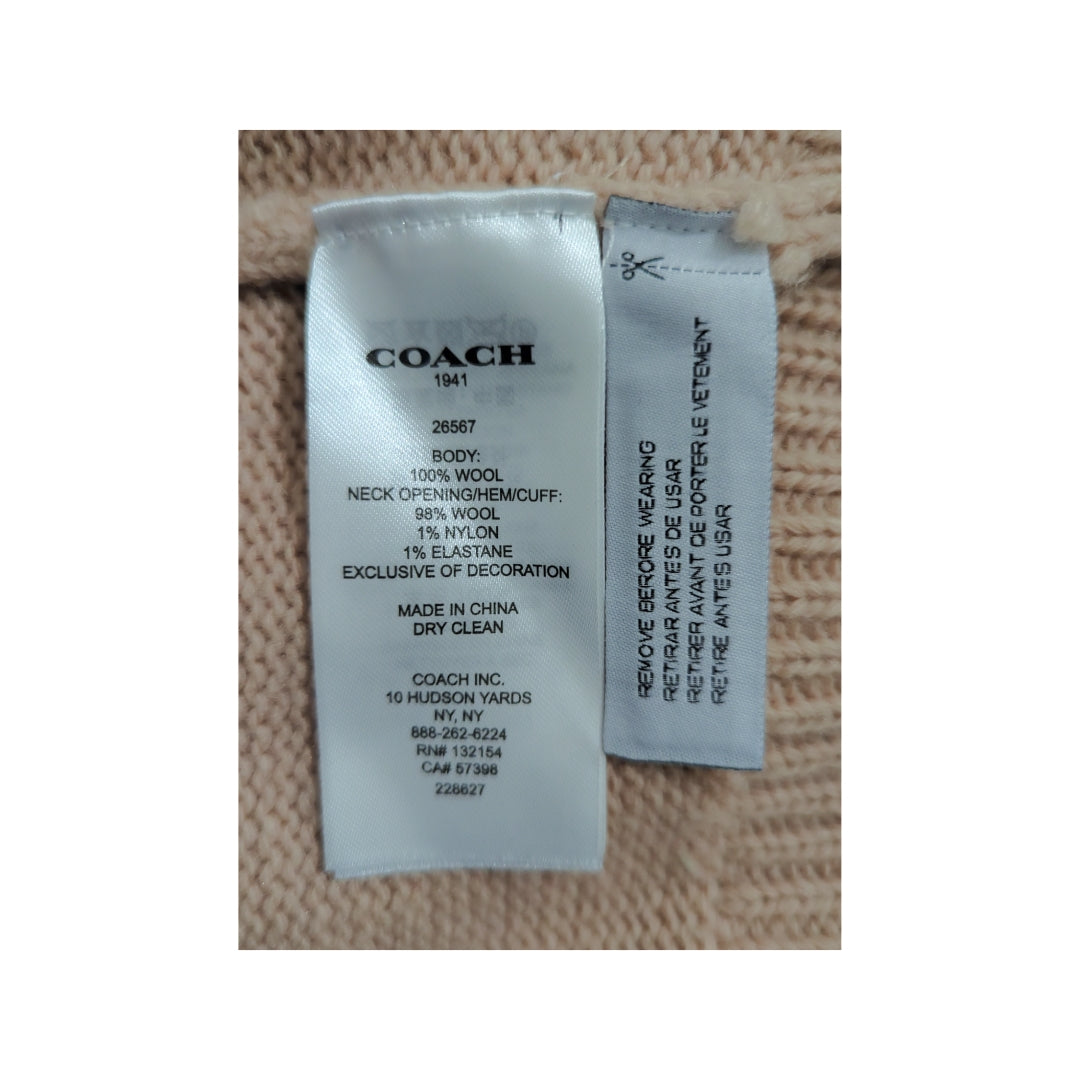 COACH
1941
26567
BODY:
100% WOOL
NECK OPENING/HEM/CUFF:
98% WOOL
1% NYLON
1% ELASTANE
EXCLUSIVE OF DECORATION
MADE IN CHINA
DRY CLEAN
COACH INC.
10 HUDSON YARDS
NY, NY
888-262-6224
RN# 132154
CA# 57398
228627
REMOVE BERORE WEARING
RETIRAR ANTES DE USAR
RETIRER AVANT DE PORTER LE VETEMENT
RETIRE ANTES USAR